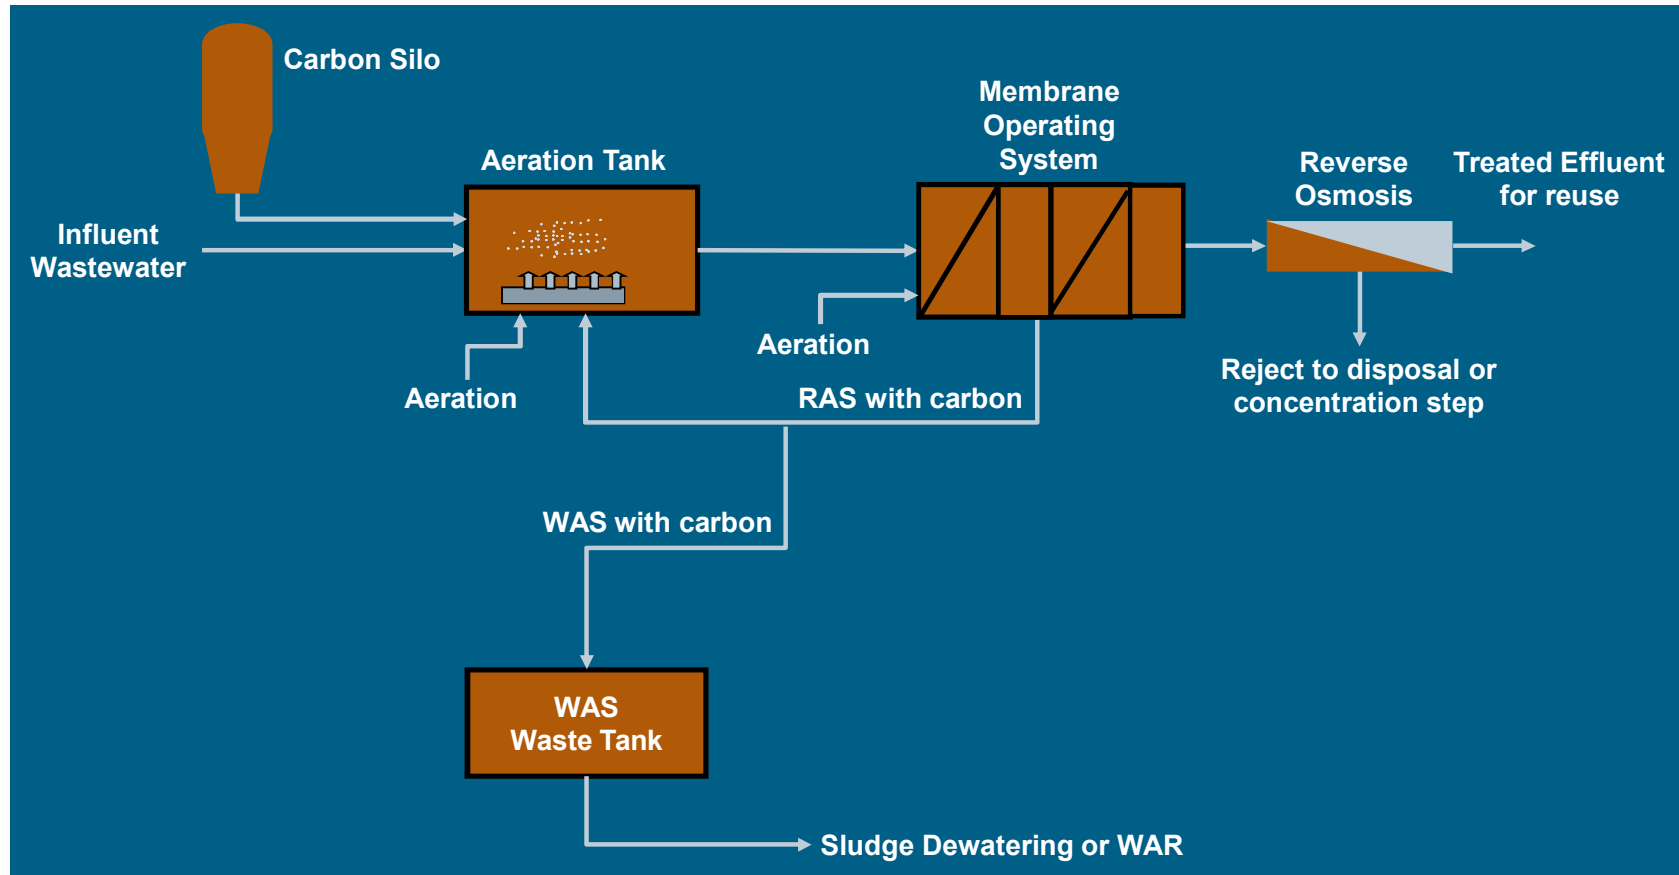 Carbon Silo
Membrane
Operating
System
Aeration Tank
Reverse
Osmosis
Treated Effluent
for reuse
Influent
Wastewater
Aeration
Aeration
RAS with carbon
Reject to disposal or
concentration step
WAS with carbon
WAS
Waste Tank
Sludge Dewatering or WAR